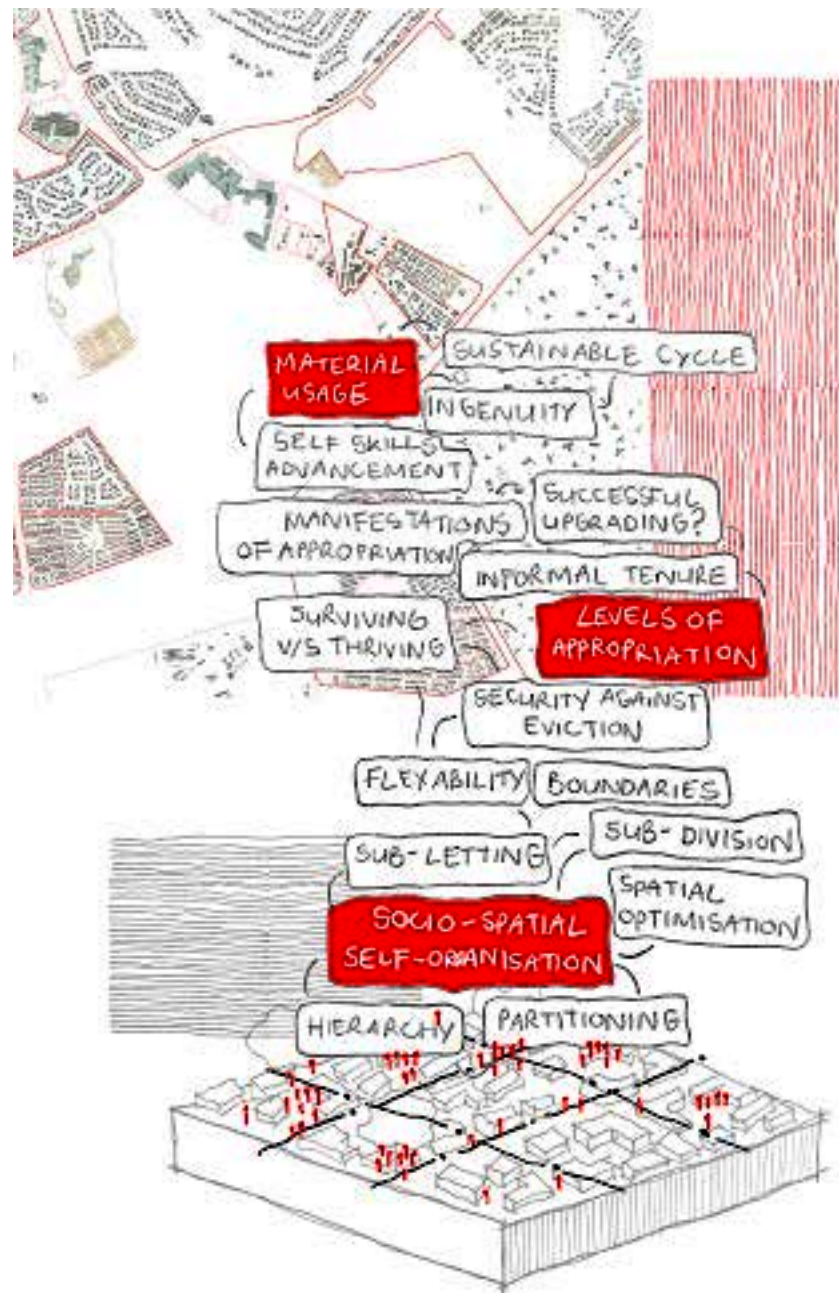 MATERIAL
USAGE
SUSTAINABLE CYCLE
INGENUITY
SELF SKILLS
ADVANCEMENT
SUCCESSFUL
UPGRADING?
MANIFESTATIONS
OF APPROPRIATION
INFORMAL TENURE
SURVIVING
V/S THRIVING
LEVELS OF
APPROPRIATION
SECURITY AGAINST
EVICTION
FLEXABILITY
BOUNDARIES
SUB-LETTING
SUB-DIVISION
SPATIAL
OPTIMISATION
SOCIO-SPATIAL
SELF-ORGANISATION
HIERARCHY
PARTITIONING